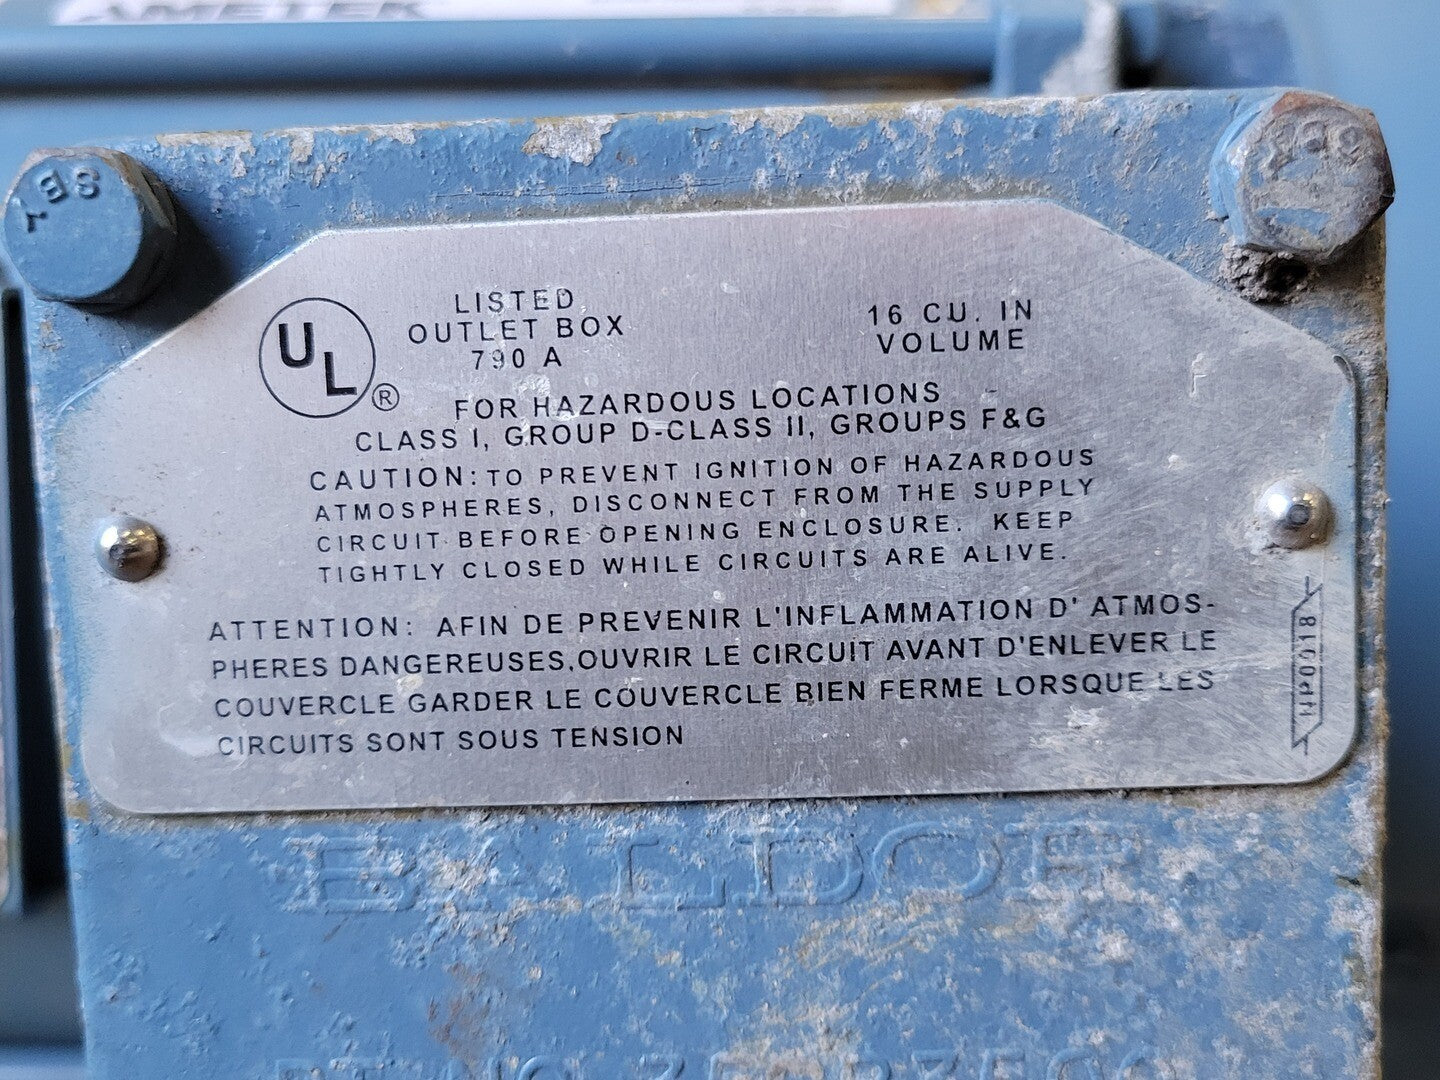 AMETEK
SBY
LISTED
OUTLET BOX
790 A
16 CU. IN
VOLUME
UL®
FOR HAZARDOUS LOCATIONS
CLASS I, GROUP D-CLASS II, GROUPS F&G
CAUTION: TO PREVENT IGNITION OF HAZARDOUS
ATMOSPHERES, DISCONNECT FROM THE SUPPLY
CIRCUIT BEFORE OPENING ENCLOSURE. KEEP
TIGHTLY CLOSED WHILE CIRCUITS ARE ALIVE.
ATTENTION: AFIN DE PREVENIR L'INFLAMMATION D' ATMOS-
PHERES DANGEREUSES,OUVRIR LE CIRCUIT AVANT D'ENLEVER LE
COUVERCLE GARDER LE COUVERCLE BIEN FERME LORSQUE LES
CIRCUITS SONT SOUS TENSION
BALDOR